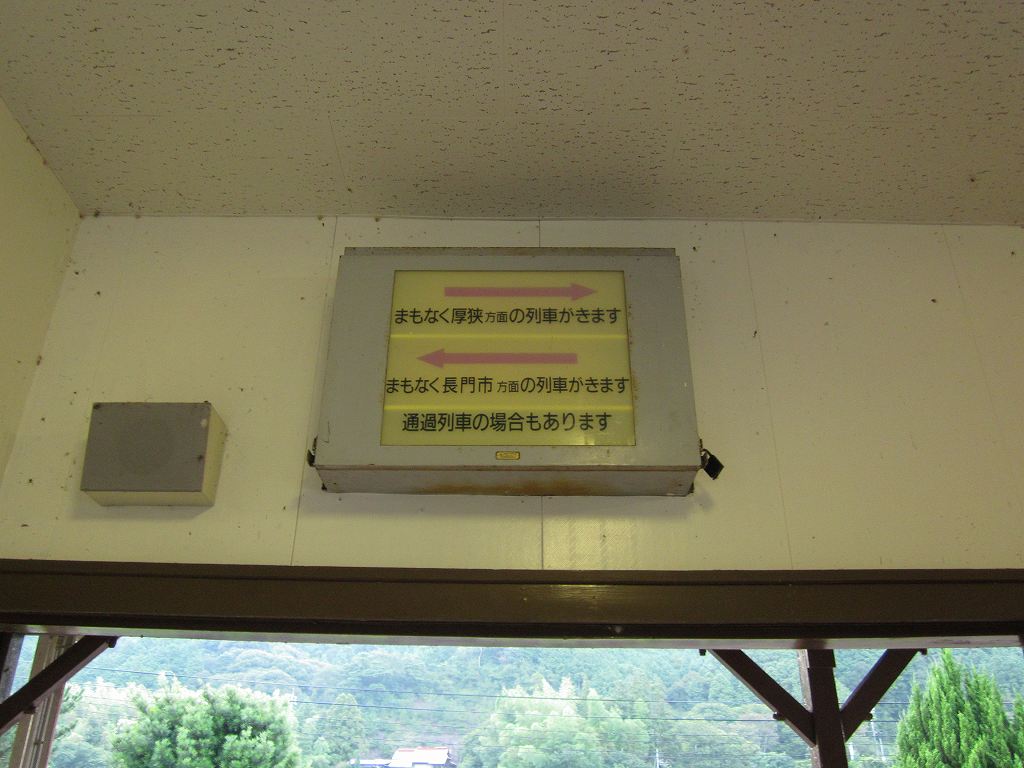 まもなく厚狭方面の列車がきます
まもなく長門市方面の列車がきます
通過列車の場合もあります